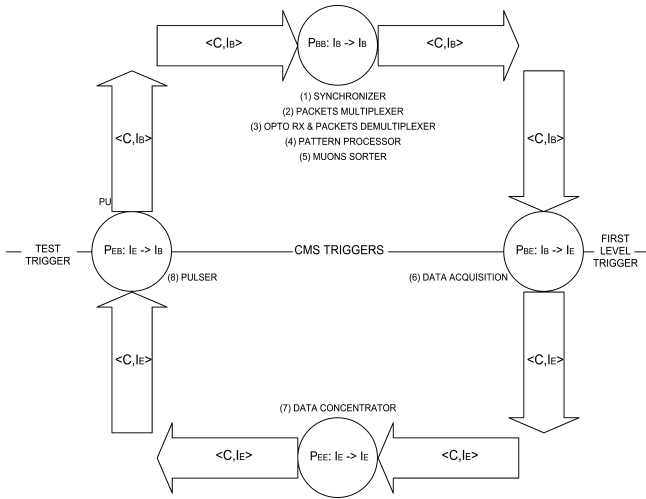 <C,IB>
PBB: IB -> IB
<C,IB>
(1) SYNCHRONIZER
(2) PACKETS MULTIPLEXER
(3) OPTO RX & PACKETS DEMULTIPLEXER
(4) PATTERN PROCESSOR
(5) MUONS SORTER
<C,IB>
<C,IB>
PU
TEST
TRIGGER
PEB: IE -> IB
CMS TRIGGERS
PBE: IB -> IE
FIRST
LEVEL
TRIGGER
(8) PULSER
(6) DATA ACQUISITION
<C,IE>
<C,IE>
(7) DATA CONCENTRATOR
<C,IE>
PEE: IE -> IE
<C,IE>